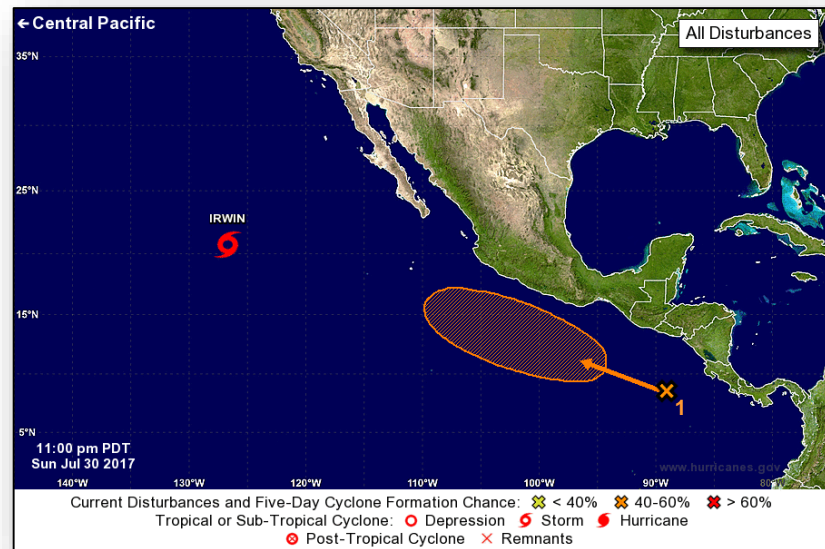 ← Central Pacific
All Disturbances
35°N
25°N
IRWIN
15°N
1
5°N
11:00 pm PDT
Sun Jul 30 2017
www.hurricanes.gov
140°W 130°W 120°W 110°W 100°W 90°W 80°W
Current Disturbances and Five-Day Cyclone Formation Chance: < 40% 40-60% > 60%
Tropical or Sub-Tropical Cyclone: Depression Storm Hurricane
Post-Tropical Cyclone Remnants